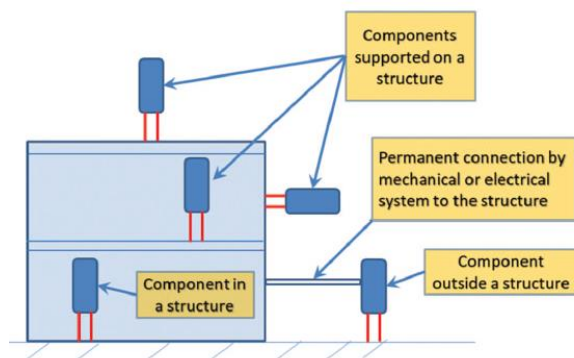 Components
supported on a
structure
Permanent connection by
mechanical or electrical
system to the structure
Component in
a structure
Component
outside a structure